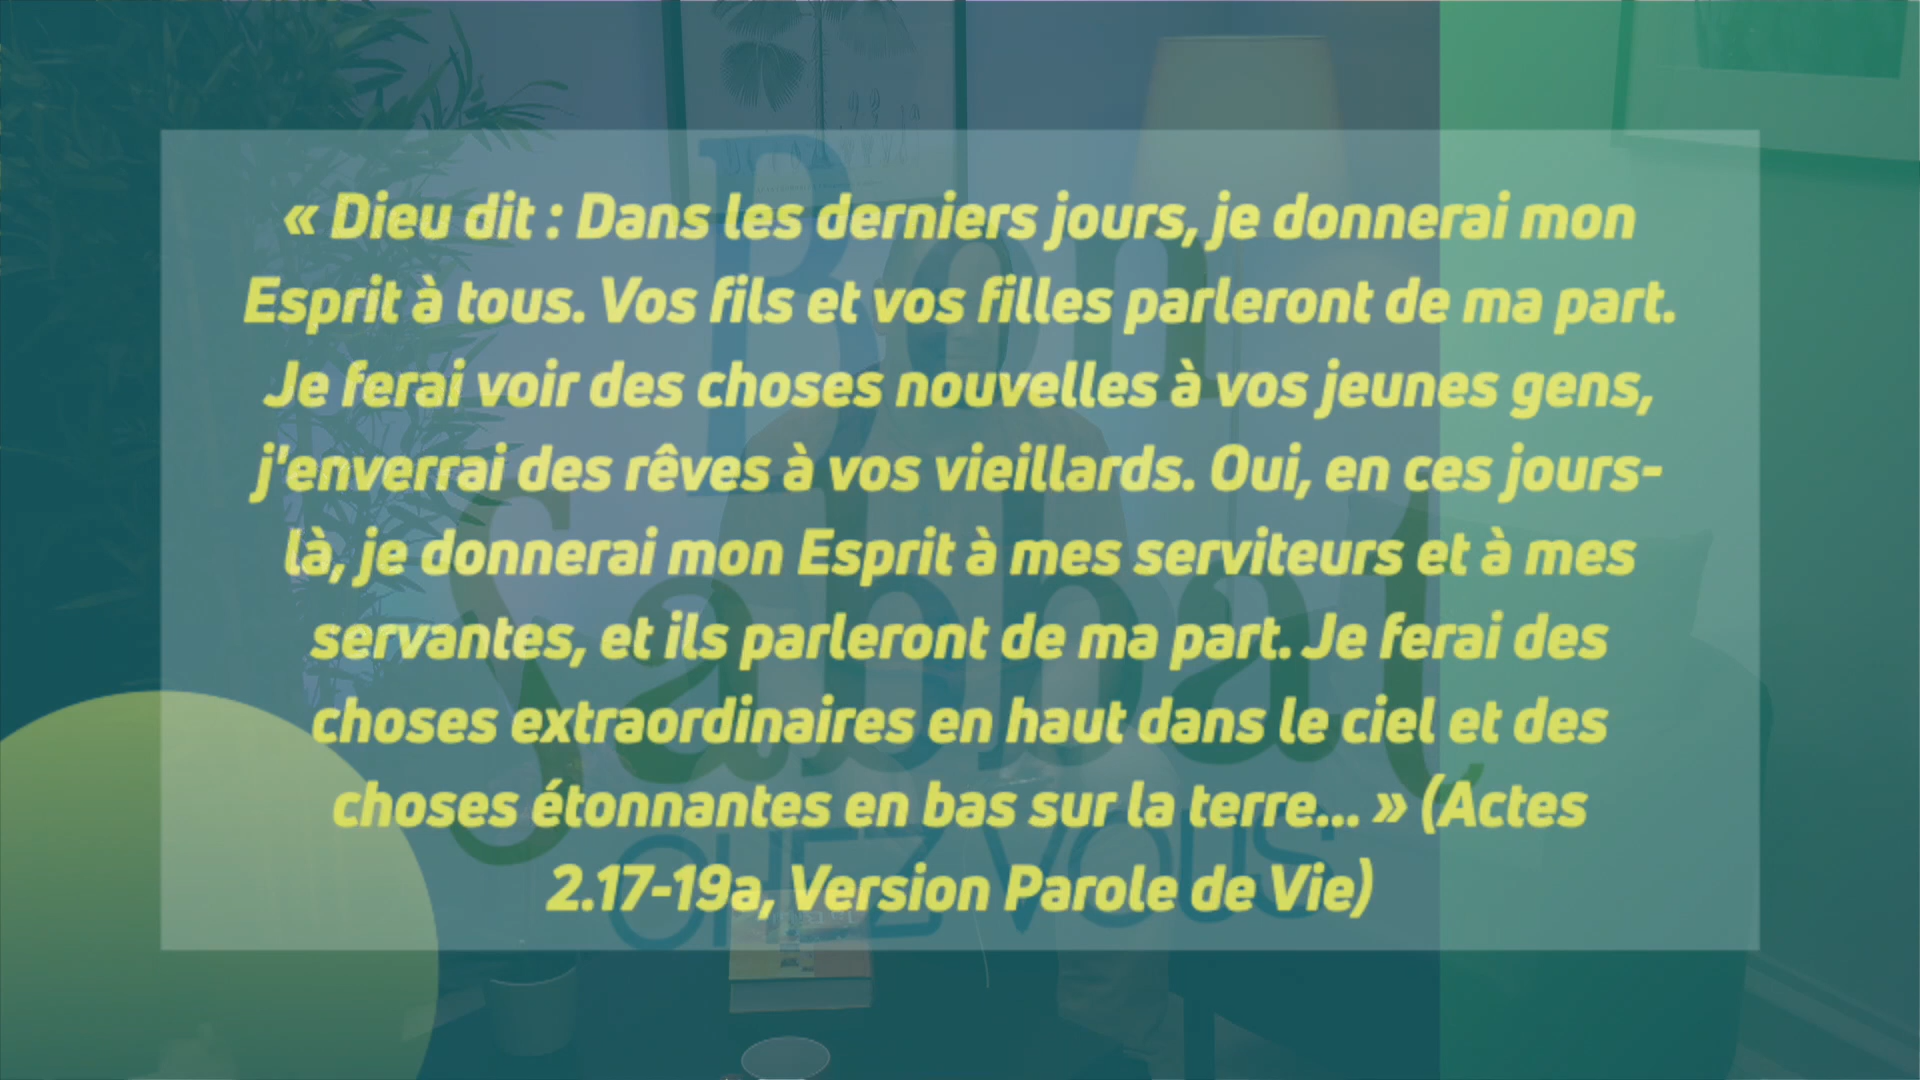 « Dieu dit : Dans les derniers jours, je donnerai mon
Esprit à tous. Vos fils et vos filles parleront de ma part.
Je ferai voir des choses nouvelles à vos jeunes gens,
j'enverrai des rêves à vos vieillards. Oui, en ces jours-
là, je donnerai mon Esprit à mes serviteurs et à mes
servantes, et ils parleront de ma part. Je ferai des
choses extraordinaires en haut dans le ciel et des
choses étonnantes en bas sur la terre... » (Actes
2.17-19a, Version Parole de Vie)
Bon
Sabbat
CHEZ VOUS